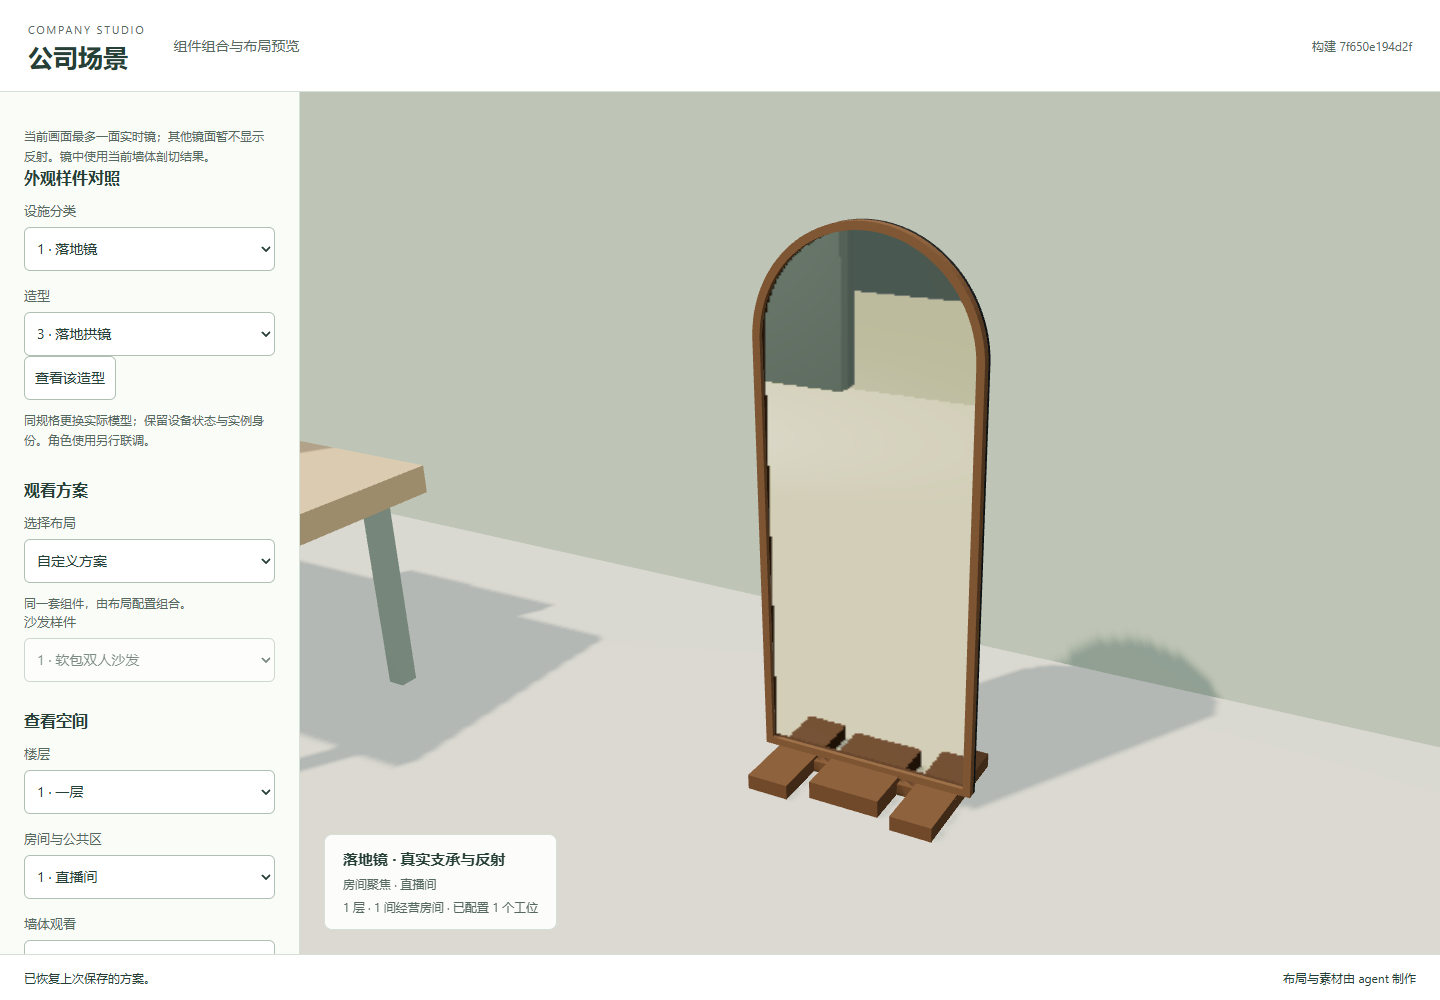 COMPANY STUDIO
公司场景
组件组合与布局预览
构建 7f650e194d2f
当前画面最多一面实时镜；其他镜面暂不显示
反射。镜中使用当前墙体剖切结果。
外观样件对照
设施分类
1 · 落地镜
造型
3 · 落地拱镜
查看该造型
同规格更换实际模型；保留设备状态与实例身
份。角色使用另行联调。
观看方案
选择布局
自定义方案
同一套组件，由布局配置组合。
沙发样件
1 · 软包双人沙发
查看空间
楼层
1 · 一层
房间与公共区
1 · 直播间
墙体观看
落地镜 · 真实支承与反射
房间聚焦 · 直播间
1 层 · 1 间经营房间 · 已配置 1 个工位
已恢复上次保存的方案。
布局与素材由 agent 制作